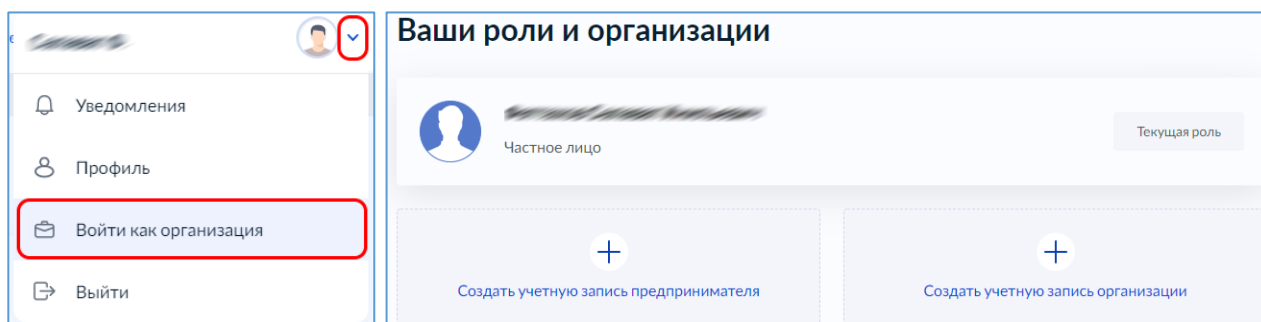 Уведомления
Профиль
Войти как организация
Выйти
Ваши роли и организации
Частное лицо
Текущая роль
Создать учетную запись предпринимателя
Создать учетную запись организации